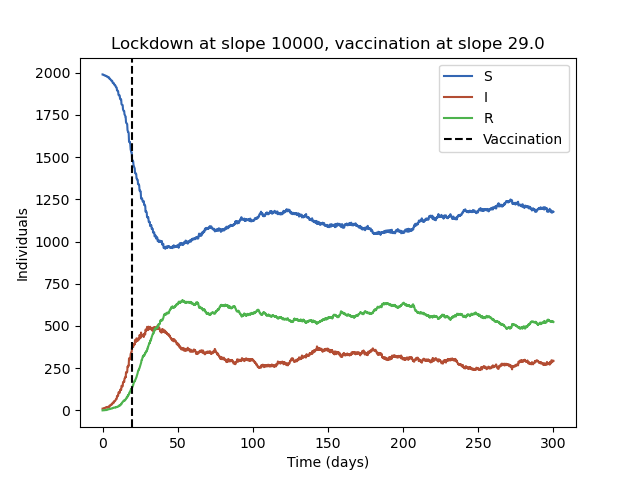 Lockdown at slope 10000, vaccination at slope 29.0
2000
1750
1500
1250
1000
750
500
250
0
Individuals
S
I
R
Vaccination
0 50 100 150 200 250 300
Time (days)